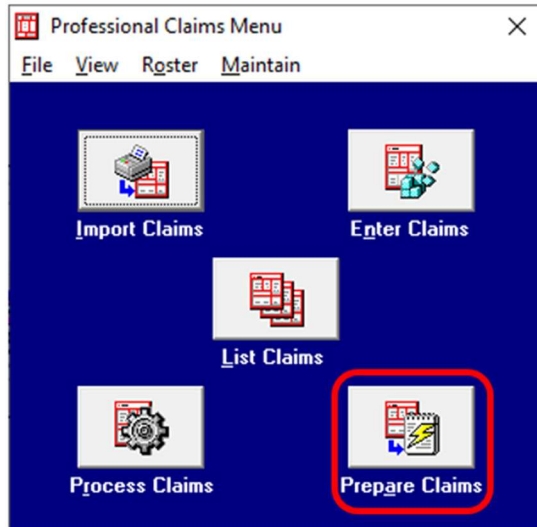 Professional Claims Menu
File View Roster Maintain
Import Claims Enter Claims
List Claims
Process Claims Prepare Claims